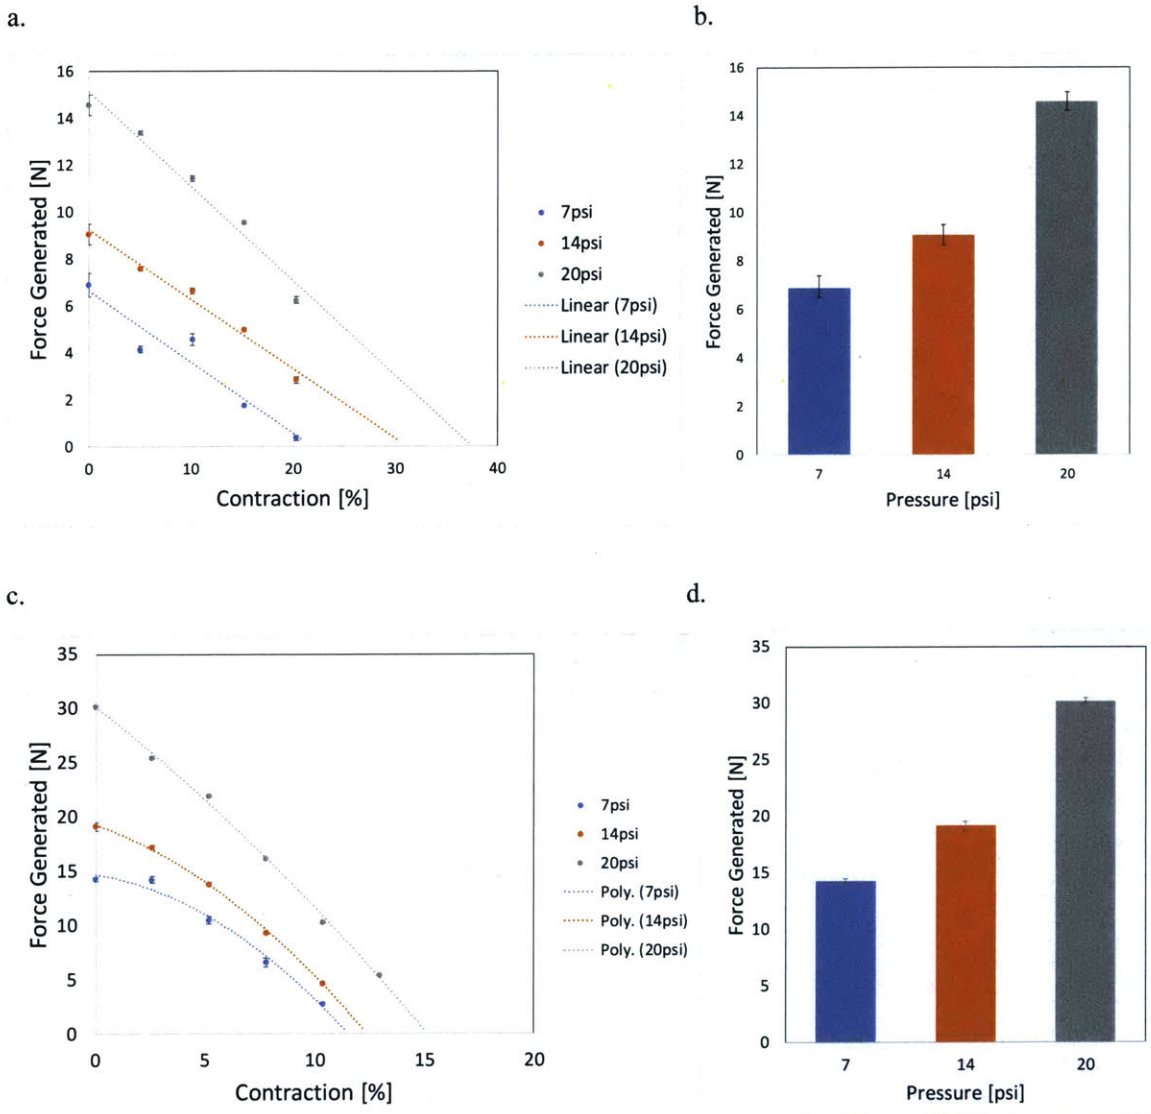 a.
16
14
12
10
8
6
4
2
0
Force Generated [N]
0 10 20 30 40
Contraction [%]
7psi
14psi
20psi
Linear (7psi)
Linear (14psi)
Linear (20psi)
b.
16
14
12
10
8
6
4
2
0
Force Generated [N]
7 14 20
Pressure [psi]
c.
35
30
25
20
15
10
5
0
Force Generated [N]
0 5 10 15 20
Contraction [%]
7psi
14psi
20psi
Poly. (7psi)
Poly. (14psi)
Poly. (20psi)
d.
35
30
25
20
15
10
5
0
Force Generated [N]
7 14 20
Pressure [psi]